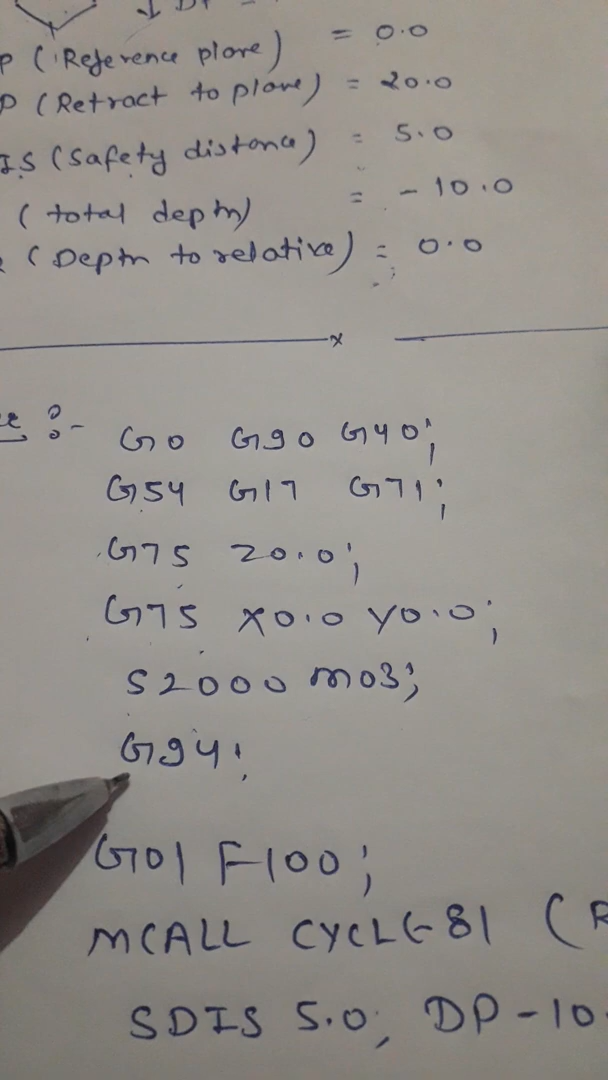 P (Reference plane) = 0.0
P (Retract to plane) = 20.0
IS (Safety distance) = 5.0
(total depth) = - 10.0
(Depth to relative) = 0.0
:- G0 G90 G40;
G54 G17 G71;
G75 Z0.0;
G75 X0.0 Y0.0;
S2000 M03;
G94;
G01 F100;
MCALL CYCLE 81 (R
SDIS 5.0, DP -10.